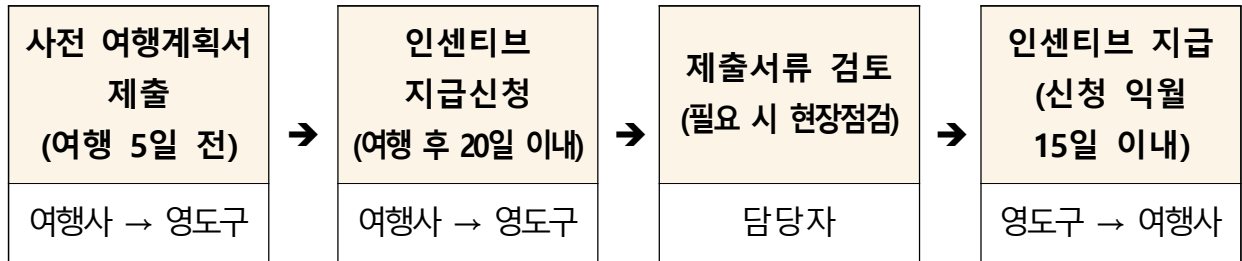 사전 여행계획서
제출
(여행 5일 전)
여행사 → 영도구
➔
인센티브
지급신청
(여행 후 20일 이내)
여행사 → 영도구
➔
제출서류 검토
(필요 시 현장점검)
담당자
➔
인센티브 지급
(신청 익월
15일 이내)
영도구 → 여행사